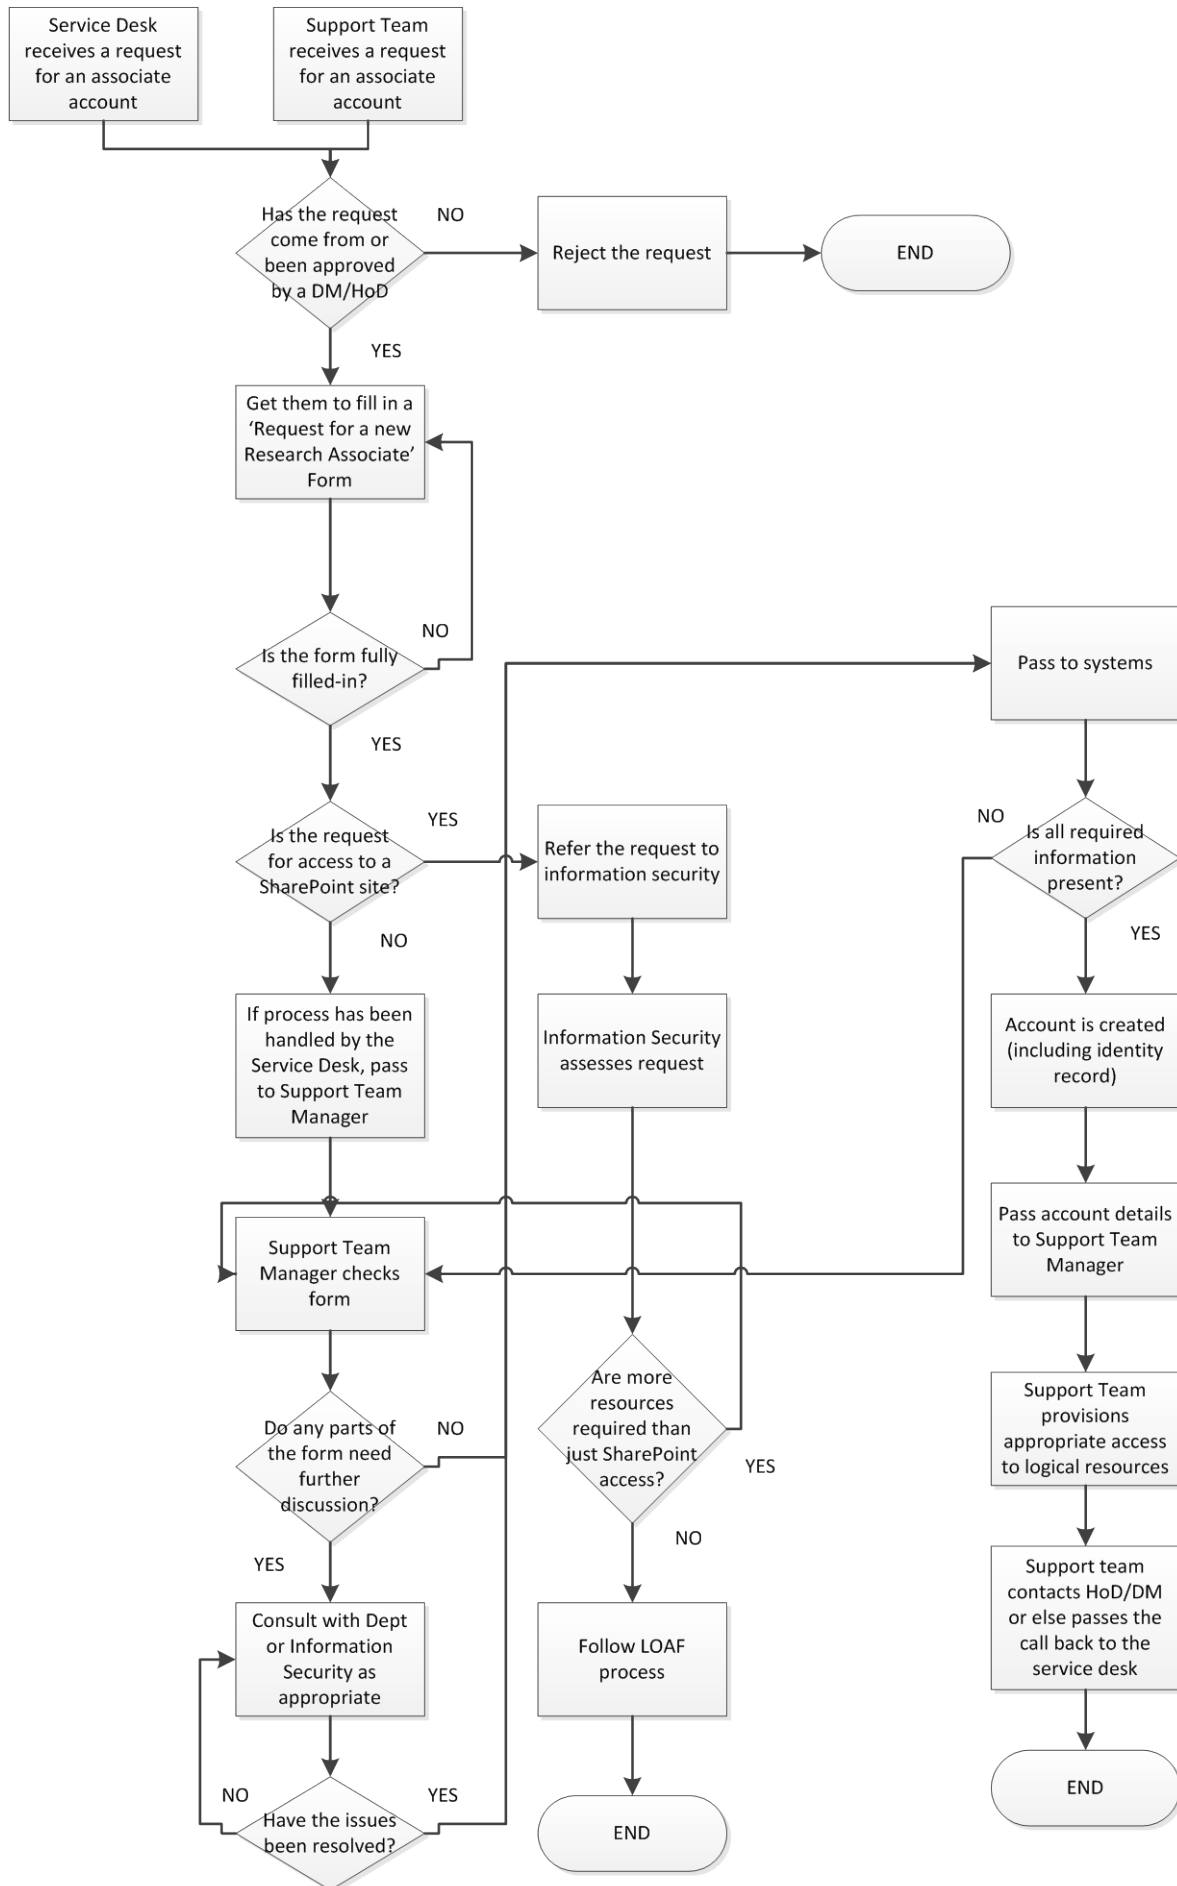 Service Desk
receives a request
for an associate
account
Support Team
receives a request
for an associate
account
Has the request
come from or
been approved
by a DM/HoD
NO
Reject the request
END
YES
Get them to fill in a
‘Request for a new
Research Associate’
Form
Is the form fully
filled-in?
NO
YES
Pass to systems
Is the request
for access to a
SharePoint site?
YES
Refer the request to
information security
NO
Is all required
information
present?
NO
YES
If process has been
handled by the
Service Desk, pass
to Support Team
Manager
Information Security
assesses request
Account is created
(including identity
record)
Support Team
Manager checks
form
Pass account details
to Support Team
Manager
Do any parts of
the form need
further
discussion?
NO
YES
Are more
resources
required than
just SharePoint
access?
YES
NO
Support Team
provisions
appropriate access
to logical resources
Consult with Dept
or Information
Security as
appropriate
Follow LOAF
process
Support team
contacts HoD/DM
or else passes the
call back to the
service desk
NO
Have the issues
been resolved?
YES
END
END